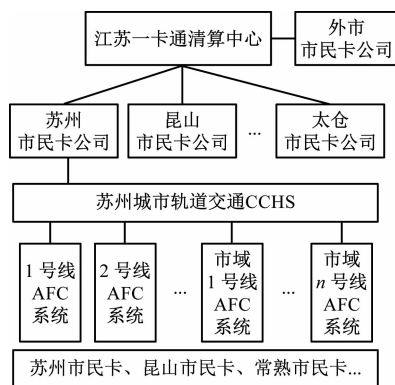 江苏一卡通清算中心
外市
市民卡公司
苏州
市民卡公司
昆山
市民卡公司
...
太仓
市民卡公司
苏州城市轨道交通CCHS
1号线
AFC
系统
2号线
AFC
系统
...
市域
1号线
AFC
系统
...
市域
n号线
AFC
系统
苏州市民卡、昆山市民卡、常熟市民卡...